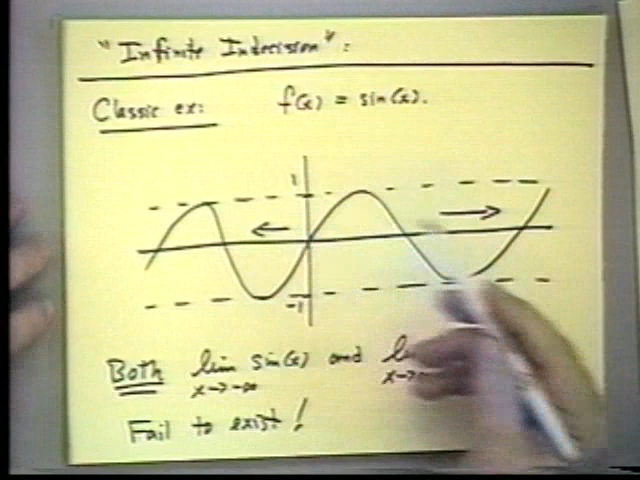 "Infinite Indecision":
Classic ex: f(x) = sin(x).
1
-1
Both lim sin(x) and
x→-∞ x→
Fail to exist!